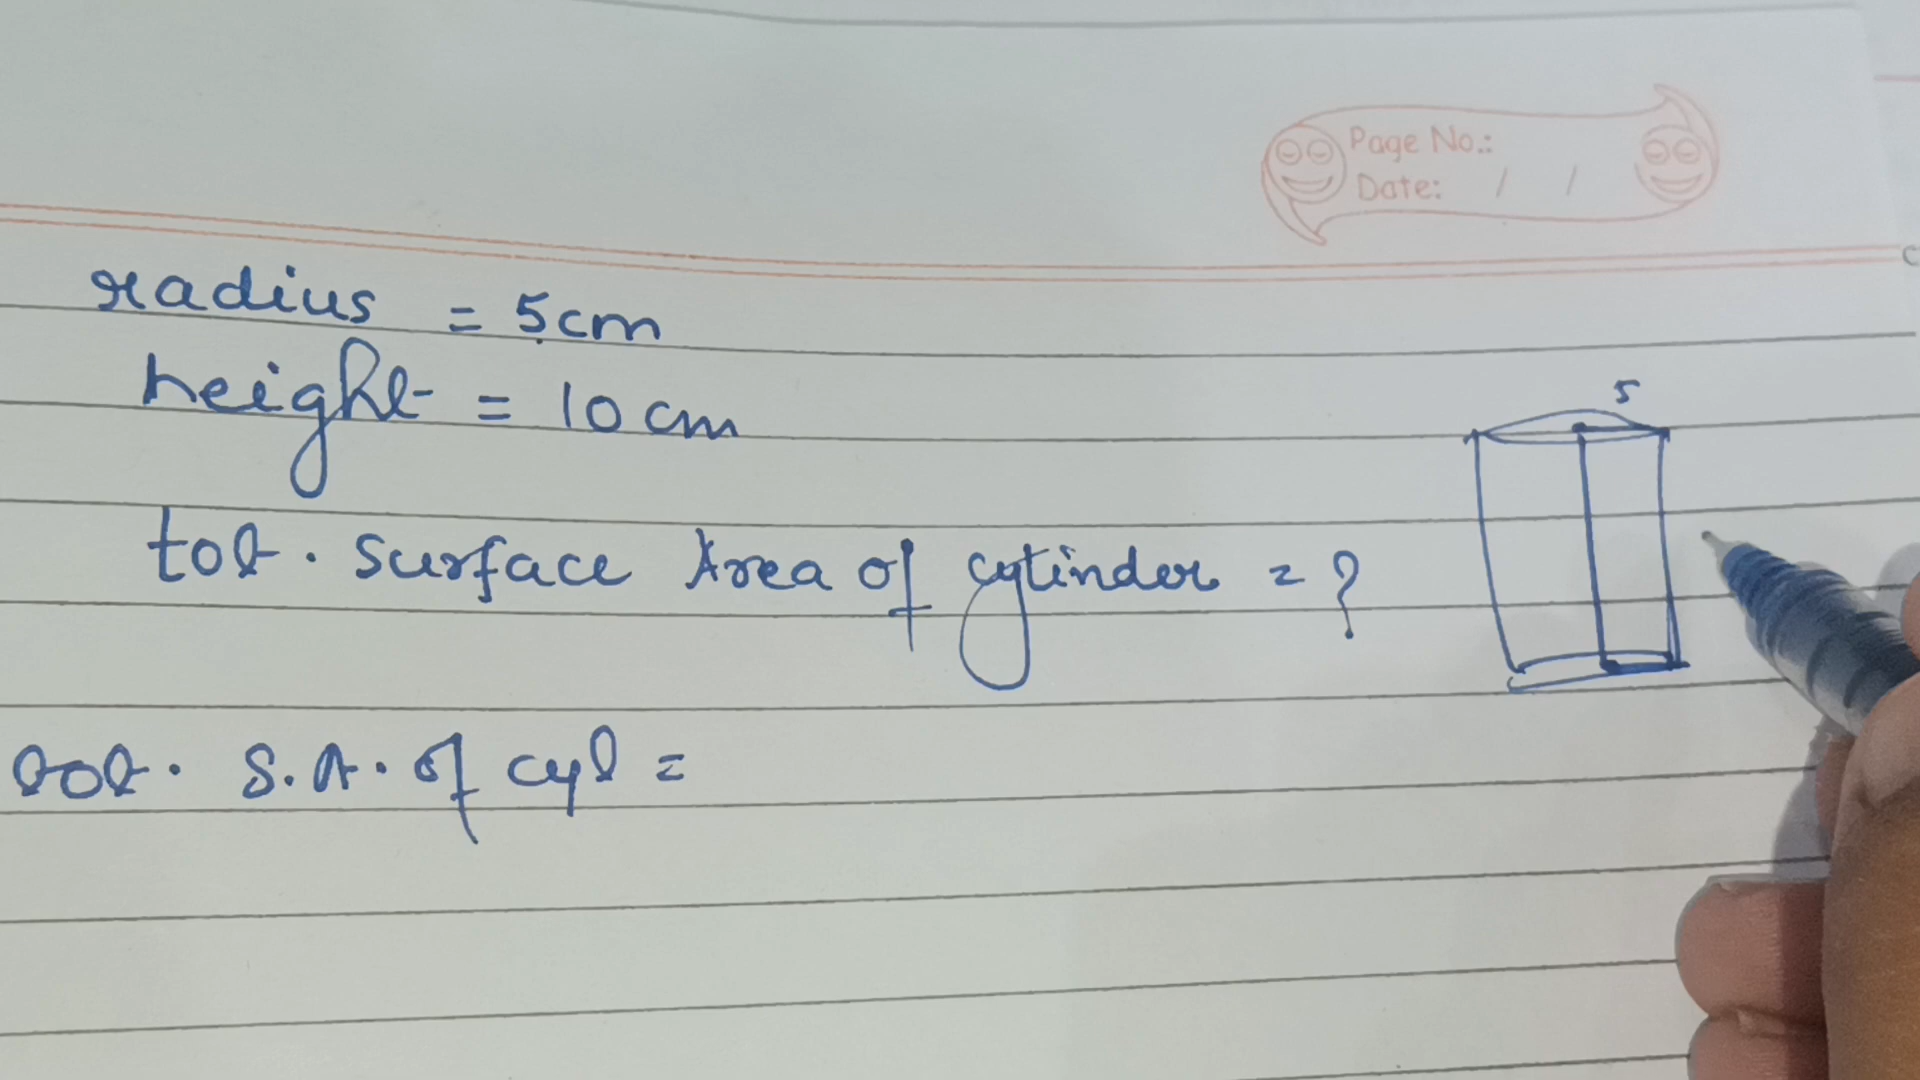 Page No.:
Date: / /
radius = 5cm
height = 10 cm
5
tot. surface Area of cylinder = ?
tot. S.A. of cyl =